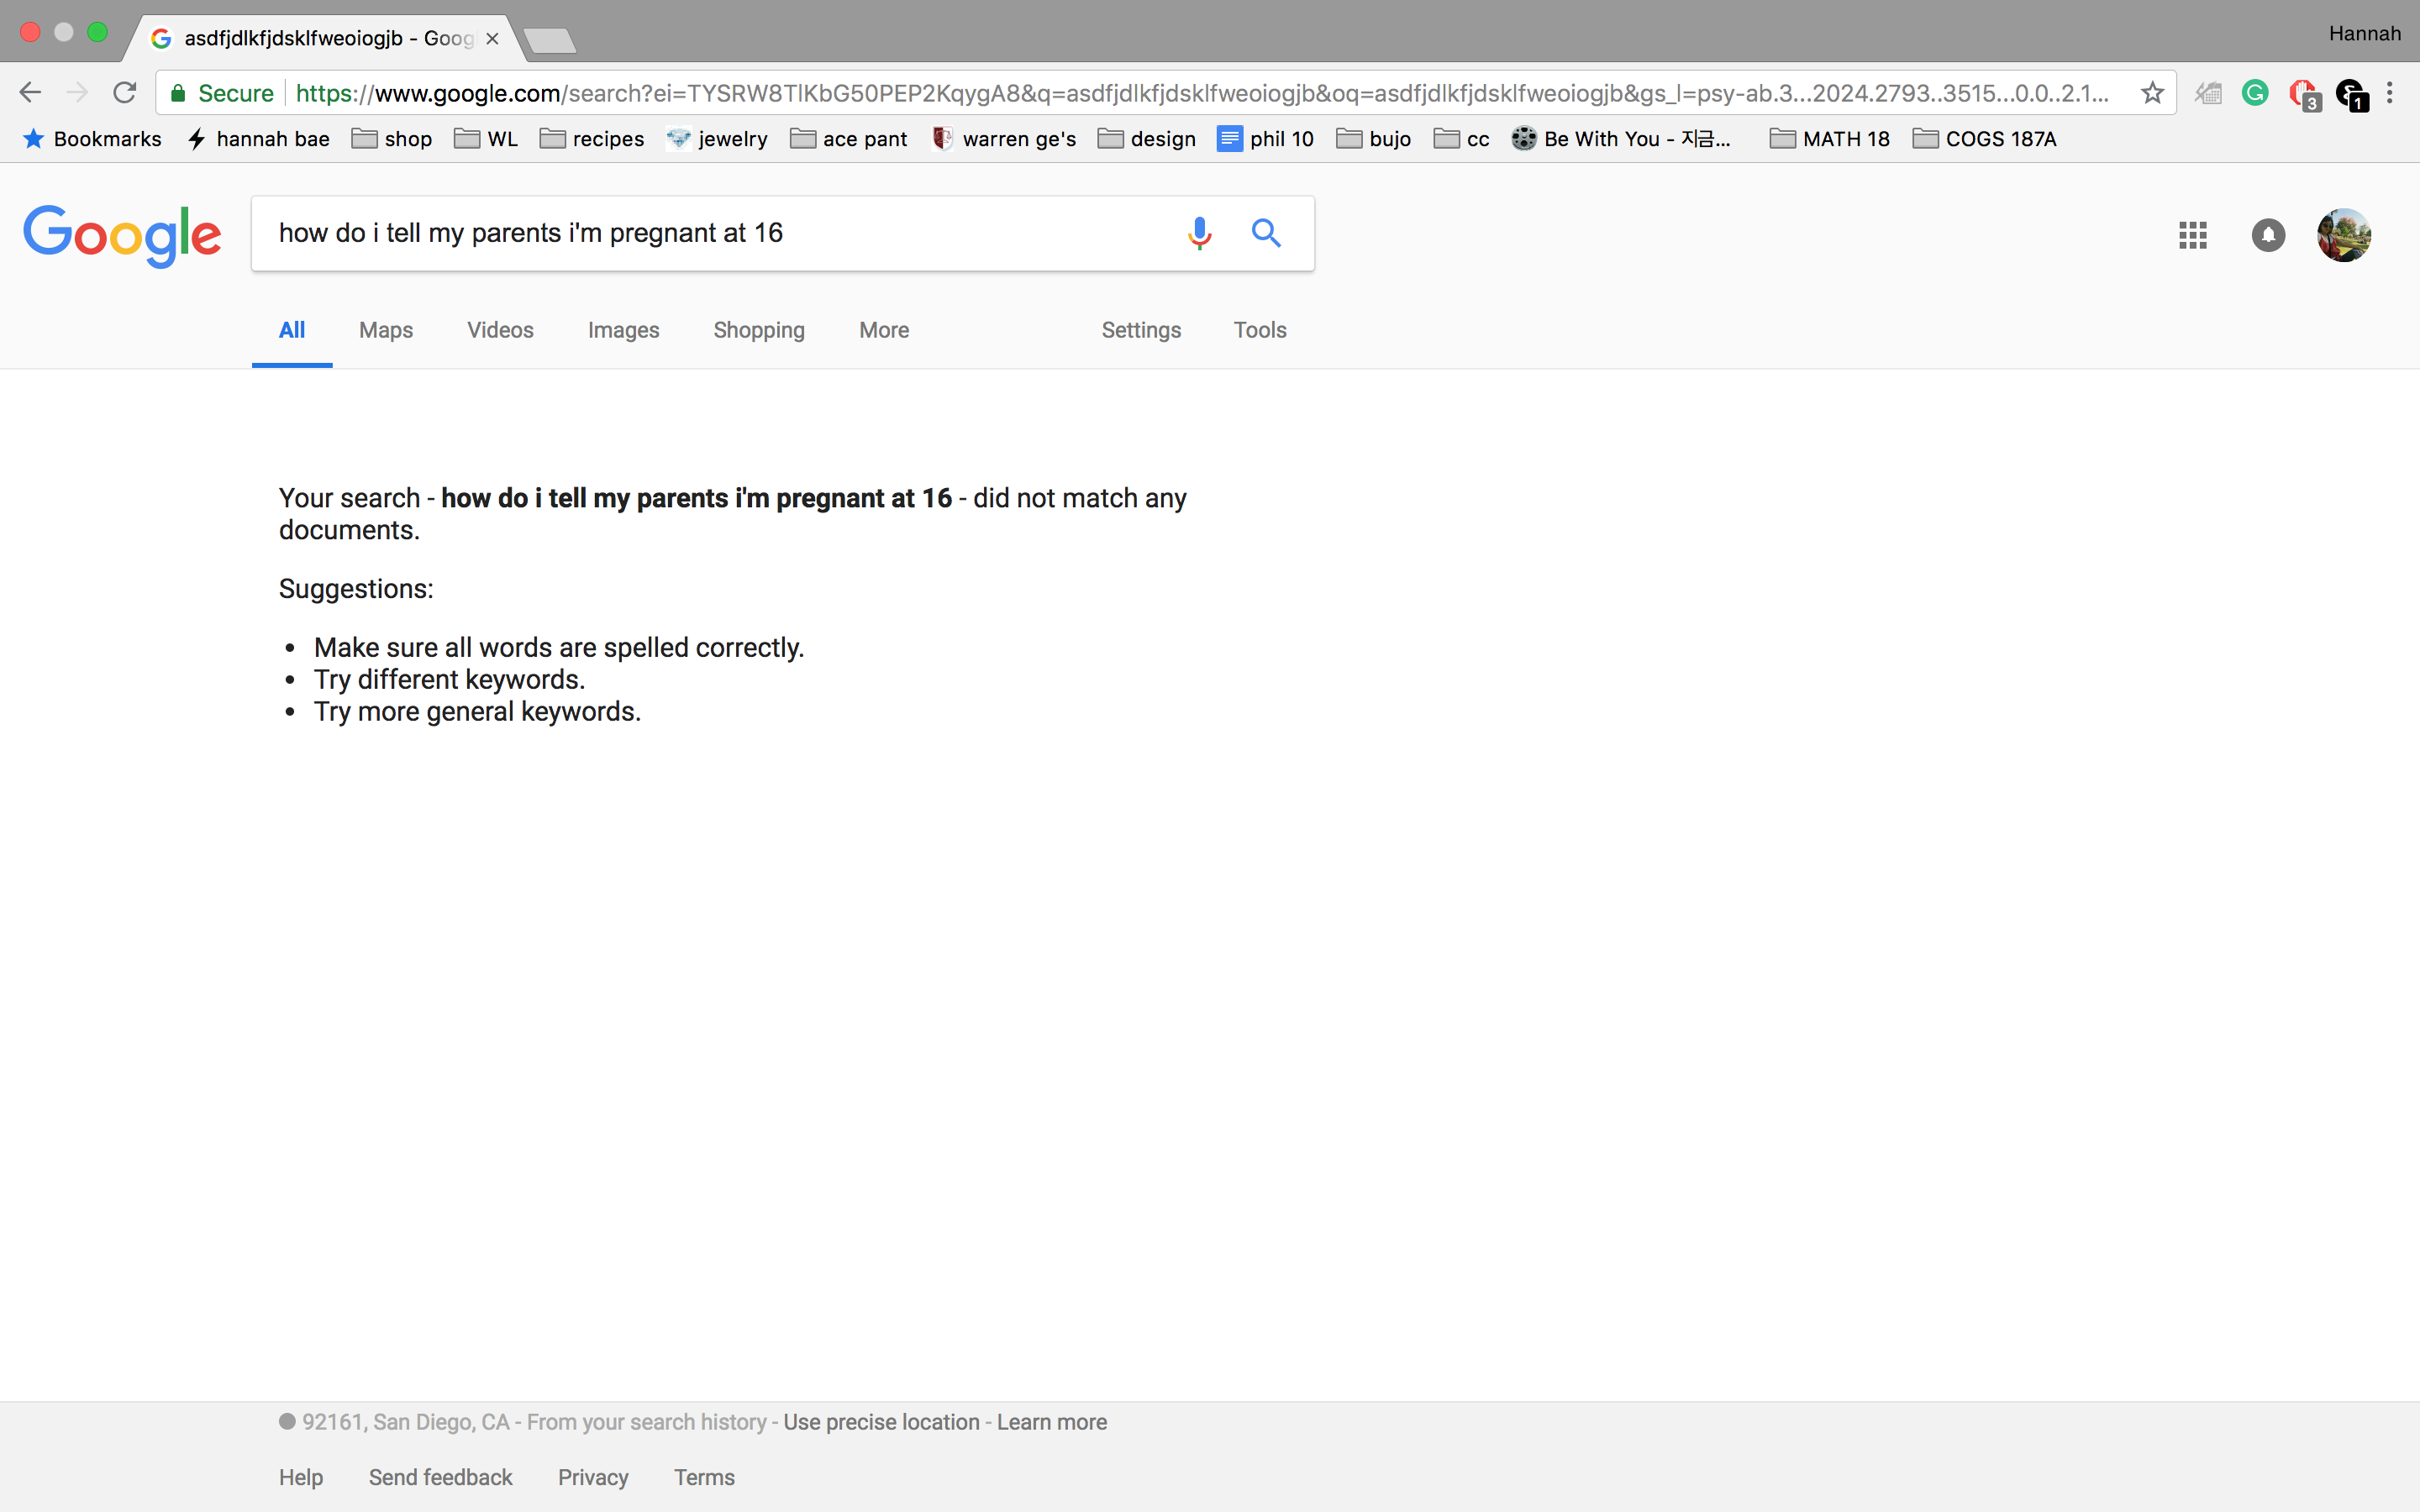 asdfjdlkfjdsklfweoiogjb - Goog
Hannah
Secure https://www.google.com/search?ei=TYSRW8TlKbG50PEP2KqygA8&q=asdfjdlkfjdsklfweoiogjb&oq=asdfjdlkfjdsklfweoiogjb&gs_l=psy-ab.3...2024.2793..3515...0.0..2.1...
3 1
Bookmarks hannah bae shop WL recipes jewelry ace pant warren ge's design phil 10 bujo cc Be With You - 지금... MATH 18 COGS 187A
Google how do i tell my parents i'm pregnant at 16
All Maps Videos Images Shopping More Settings Tools
Your search - how do i tell my parents i'm pregnant at 16 - did not match any
documents.
Suggestions:
• Make sure all words are spelled correctly.
• Try different keywords.
• Try more general keywords.
92161, San Diego, CA - From your search history - Use precise location - Learn more
Help Send feedback Privacy Terms